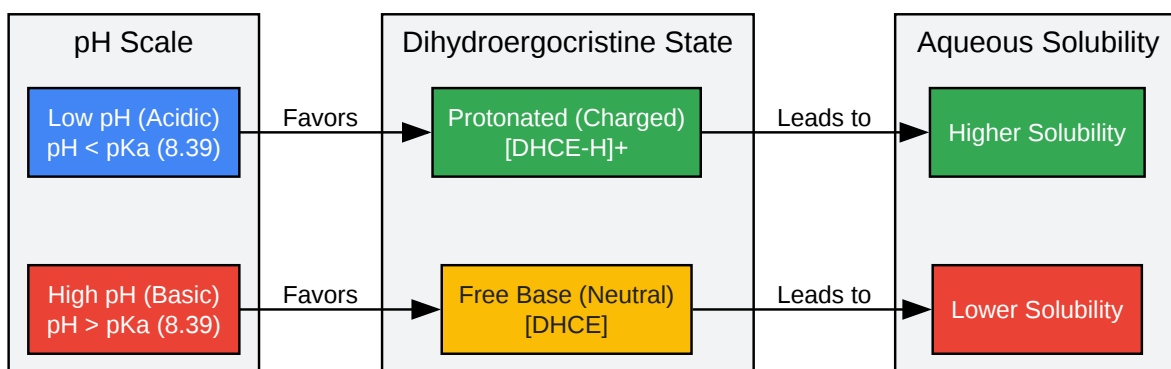 pH Scale
Dihydroergocristine State
Aqueous Solubility
Low pH (Acidic)
pH < pKa (8.39)
Favors
Protonated (Charged)
[DHCE-H]+
Leads to
Higher Solubility
High pH (Basic)
pH > pKa (8.39)
Favors
Free Base (Neutral)
[DHCE]
Leads to
Lower Solubility